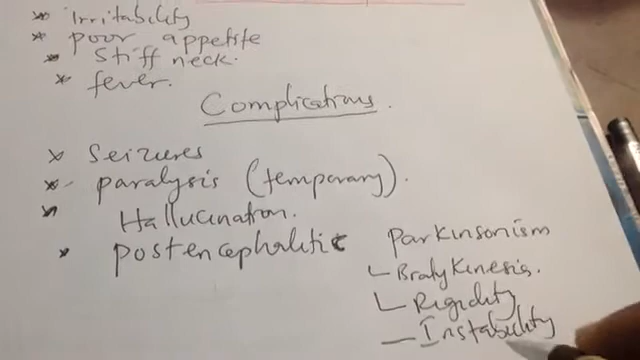 * Irritability
* poor appetite
* Stiff neck.
* fever.
Complications.
* Seizures
* paralysis (temporary).
* Hallucination.
* postencephalitic Parkinsonism
Bradykinesis.
Rigidity
Instability